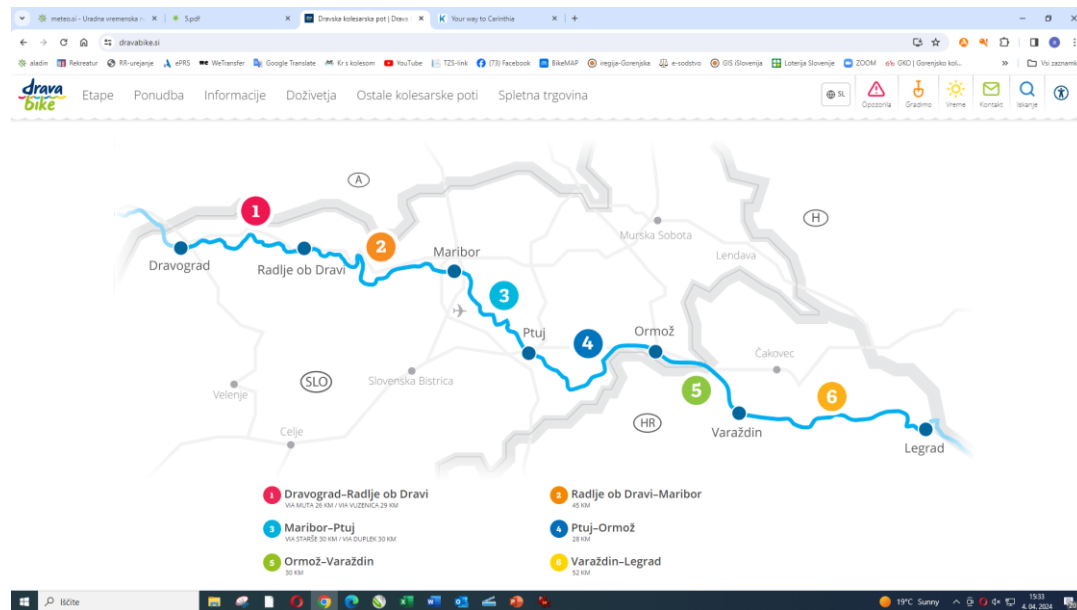 meteo.si - Uradna vremenska n
5.pdf
Dravska kolesarska pot | Drava
Your way to Carinthia
dravabike.si
aladin
Rekreatur
RR-urejanje
ePRS
WeTransfer
Google Translate
Kr s kolesom
YouTube
TZS-link
(73) Facebook
BikeMAP
iregija-Gorenjska
e-sodstvo
GIS iSlovenija
Loterija Slovenije
ZOOM
GKO | Gorenjsko kol...
»
Vsi zaznamki
drava bike
Etape
Ponudba
Informacije
Doživetja
Ostale kolesarske poti
Spletna trgovina
SL
Opozorila
Gradimo
Vreme
Kontakt
Iskanje
A
1
H
2
Murska Sobota
Maribor
Lendava
Dravograd
Radlje ob Dravi
3
Ptuj
4
Ormož
Čakovec
SLO
Slovenska Bistrica
Velenje
5
6
HR
Varaždin
Celje
Legrad
1 Dravograd–Radlje ob Dravi
VIA MUTA 26 KM / VIA VUZENICA 29 KM
2 Radlje ob Dravi–Maribor
45 KM
3 Maribor–Ptuj
VIA STARŠE 30 KM / VIA DUPLEK 30 KM
4 Ptuj–Ormož
28 KM
5 Ormož–Varaždin
30 KM
6 Varaždin–Legrad
52 KM
Iščite
19°C Sunny
15:33
4. 04. 2024